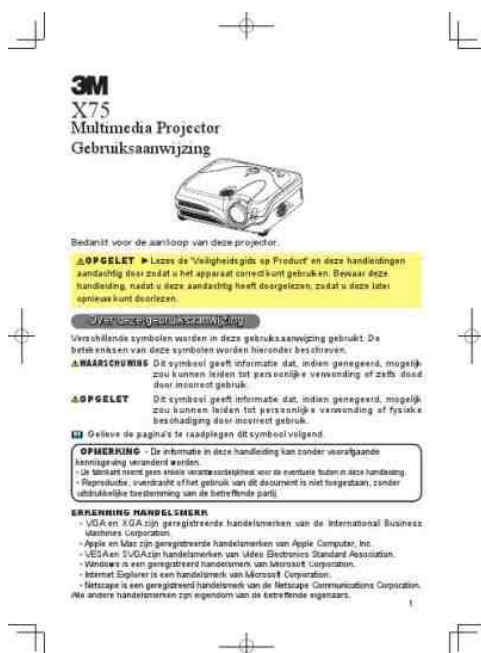 3M
X75
Multimedia Projector
Gebruiksaanwijzing
Bedankt voor de aankoop van deze projector.
⚠OPGELET ►Lezes de 'Veiligheidsgids op Product' en deze handleidingen
aandachtig door zodat u het apparaat correct kunt gebruiken. Bewaar deze
handleiding, nadat u deze aandachtig heeft doorgelezen, zodat u deze later
opnieuw kunt doorlezen.
Over deze gebruiksaanwijzing
Verschillende symbolen worden in deze gebruiksaanwijzing gebruikt. De
betekenissen van deze symbolen worden hieronder beschreven.
⚠WAARSCHUWING Dit symbool geeft informatie dat, indien genegeerd, mogelijk
zou kunnen leiden tot persoonlijke verwonding of zelfs dood
door incorrect gebruik.
⚠OPGELET Dit symbool geeft informatie dat, indien genegeerd, mogelijk
zou kunnen leiden tot persoonlijke verwonding of fysieke
beschadiging door incorrect gebruik.
Gelieve de pagina's te raadplegen dit symbool volgend.
OPMERKING - De informatie in deze handleiding kan zonder voorafgaande
kennisgeving veranderd worden.
- De fabrikant neemt geen enkele verantwoordelijkheid voor de eventuele fouten in deze handleiding.
- Reproductie, overdracht of het gebruik van dit document is niet toegestaan, zonder
uitdrukkelijke toestemming van de betreffende partij.
ERKENNING HANDELSMERK
- VGA en XGA zijn geregistreerde handelsmerken van de International Business
Machines Corporation.
- Apple en Mac zijn geregistreerde handelsmerken van Apple Computer, Inc.
- VESA en SVGA zijn handelsmerken van Video Electronics Standard Association.
- Windows is een geregistreerd handelsmerk van Microsoft Corporation.
- Internet Explorer is een handelsmerk van Microsoft Corporation.
- Netscape is een geregistreerd handelsmerk van de Netscape Communications Corporation.
Alle andere handelsmerken zijn eigendom van de betreffende eigenaars.
1